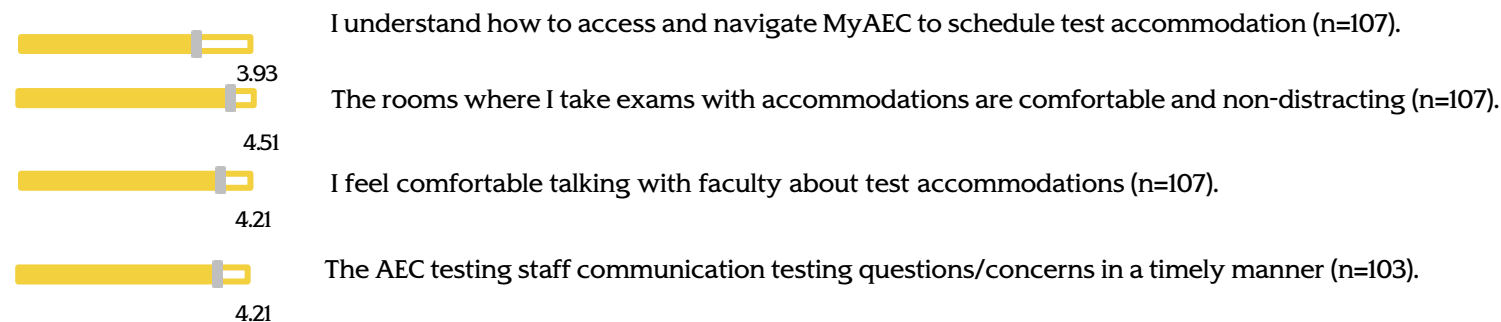 I understand how to access and navigate MyAEC to schedule test accommodation (n=107).
3.93
The rooms where I take exams with accommodations are comfortable and non-distracting (n=107).
4.51
I feel comfortable talking with faculty about test accommodations (n=107).
4.21
The AEC testing staff communication testing questions/concerns in a timely manner (n=103).
4.21